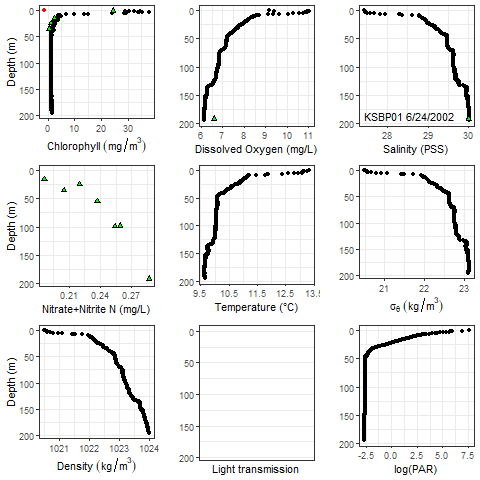 Depth (m)
0
50
100
150
200
0 10 20 30
Chlorophyll (mg/m³)
0
50
100
150
200
6 7 8 9 10 11
Dissolved Oxygen (mg/L)
0
50
100
150
200
KSBP01 6/24/2002
28 29 30
Salinity (PSS)
Depth (m)
0
50
100
150
200
0.21 0.24 0.27
Nitrate+Nitrite N (mg/L)
0
50
100
150
200
9.5 10.5 11.5 12.5 13.5
Temperature (°C)
0
50
100
150
200
21 22 23
σθ (kg/m³)
Depth (m)
0
50
100
150
200
1021 1022 1023 1024
Density (kg/m³)
0
50
100
150
200
Light transmission
0
50
100
150
200
-2.5 0.0 2.5 5.0 7.5
log(PAR)